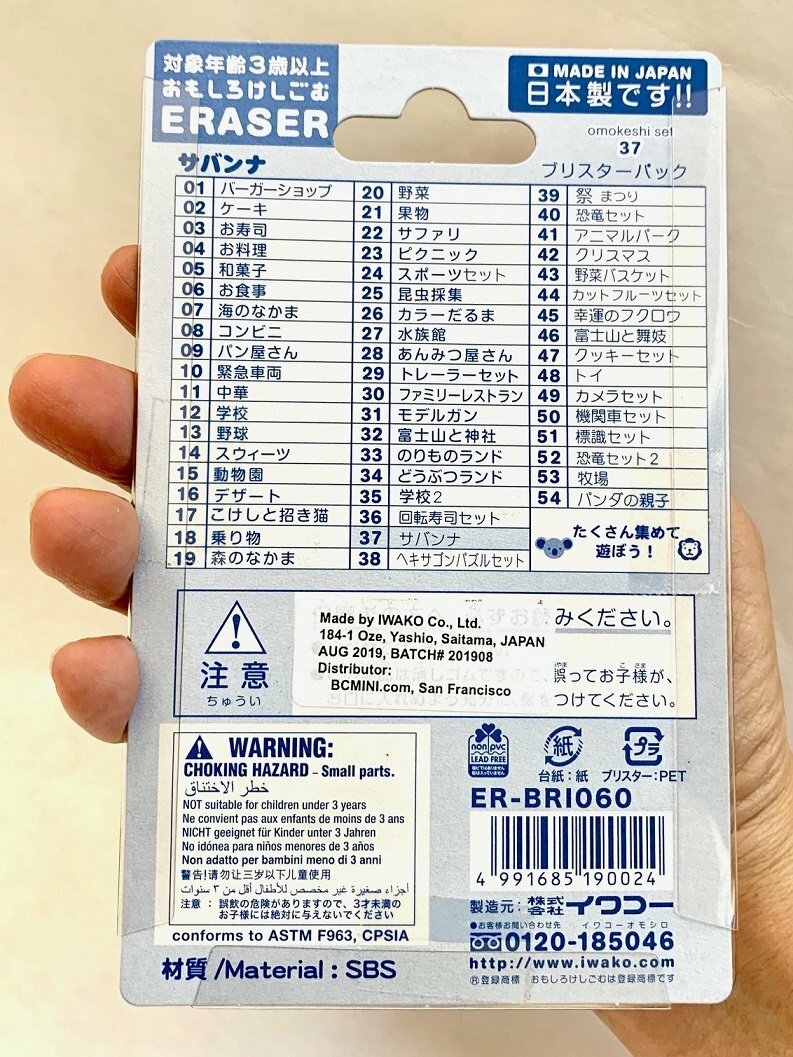 対象年齢3歳以上
おもしろけしごむ
ERASER
MADE IN JAPAN
日本製です!!
omokeshi set
37
サバンナ
ブリスターパック
01 バーガーショップ
02 ケーキ
03 お寿司
04 お料理
05 和菓子
06 お食事
07 海のなかま
08 コンビニ
09 パン屋さん
10 緊急車両
11 中華
12 学校
13 野球
14 スウィーツ
15 動物園
16 デザート
17 こけしと招き猫
18 乗り物
19 森のなかま
20 野菜
21 果物
22 サファリ
23 ピクニック
24 スポーツセット
25 昆虫採集
26 カラーだるま
27 水族館
28 あんみつ屋さん
29 トレーラーセット
30 ファミリーレストラン
31 モデルガン
32 富士山と神社
33 のりものランド
34 どうぶつランド
35 学校2
36 回転寿司セット
37 サバンナ
38 ヘキサゴンパズルセット
39 祭 まつり
40 恐竜セット
41 アニマルパーク
42 クリスマス
43 野菜バスケット
44 カットフルーツセット
45 幸運のフクロウ
46 富士山と舞妓
47 クッキーセット
48 トイ
49 カメラセット
50 機関車セット
51 標識セット
52 恐竜セット2
53 牧場
54 パンダの親子
たくさん集めて
遊ぼう!
注意
ちゅうい
みください。
誤ってお子様が、
つけてください。
Made by IWAKO Co., Ltd.
184-1 Oze, Yashio, Saitama, JAPAN
AUG 2019, BATCH# 201908
Distributor:
BCMINI.com, San Francisco
WARNING:
CHOKING HAZARD – Small parts.
خطر الاختناق
NOT suitable for children under 3 years
Ne convient pas aux enfants de moins de 3 ans
NICHT geeignet für Kinder unter 3 Jahren
No idónea para niños menores de 3 años
Non adatto per bambini meno di 3 anni
警告!请勿让三岁以下儿童使用
أجزاء صغيرة غير مخصص للأطفال أقل من ٣ سنوات
注意:誤飲の危険がありますので、3才未満の
お子様には絶対に与えないでください
conforms to ASTM F963, CPSIA
材質/Material : SBS
non pvc
LEAD FREE
紙
プラ
台紙:紙 ブリスター:PET
ER-BRI060
4 991685 190024
製造元: 株式会社イワコー
●お客様お問い合わせ先 イワコーオモシロ
0120-185046
http://www.iwako.com
®登録商標 おもしろけしごむは登録商標です